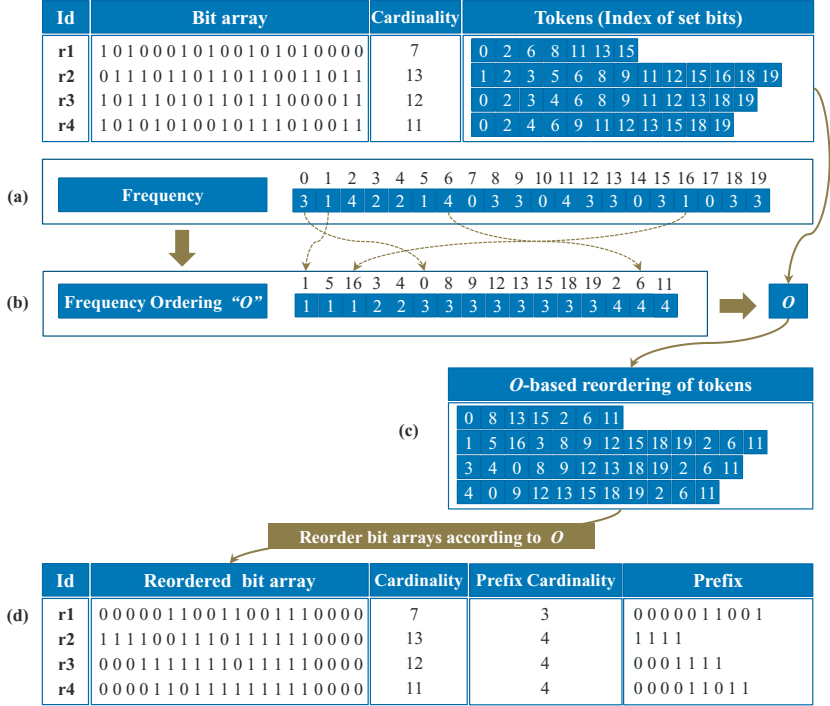 Id Bit array Cardinality Tokens (Index of set bits)
r1 1 0 1 0 0 0 1 0 1 0 0 1 0 1 0 1 0 0 0 0 7 0 2 6 8 11 13 15
r2 0 1 1 1 0 1 1 0 1 1 0 1 1 0 0 1 1 0 1 1 13 1 2 3 5 6 8 9 11 12 15 16 18 19
r3 1 0 1 1 1 0 1 0 1 1 0 1 1 1 0 0 0 0 1 1 12 0 2 3 4 6 8 9 11 12 13 18 19
r4 1 0 1 0 1 0 1 0 0 1 0 1 1 1 0 1 0 0 1 1 11 0 2 4 6 9 11 12 13 15 18 19
0 1 2 3 4 5 6 7 8 9 10 11 12 13 14 15 16 17 18 19
(a) Frequency 3 1 4 2 2 1 4 0 3 3 0 4 3 3 0 3 1 0 3 3
1 5 16 3 4 0 8 9 12 13 15 18 19 2 6 11
(b) Frequency Ordering "O" 1 1 1 2 2 3 3 3 3 3 3 3 3 4 4 4 O
O-based reordering of tokens
(c)
0 8 13 15 2 6 11
1 5 16 3 8 9 12 15 18 19 2 6 11
3 4 0 8 9 12 13 18 19 2 6 11
4 0 9 12 13 15 18 19 2 6 11
Reorder bit arrays according to O
Id Reordered bit array Cardinality Prefix Cardinality Prefix
(d) r1 0 0 0 0 0 1 1 0 0 1 1 0 0 1 1 1 0 0 0 0 7 3 0 0 0 0 0 1 1 0 0 1
r2 1 1 1 1 0 0 1 1 1 0 1 1 1 1 1 1 0 0 0 0 13 4 1 1 1 1
r3 0 0 0 1 1 1 1 1 1 1 0 1 1 1 1 1 0 0 0 0 12 4 0 0 0 1 1 1 1
r4 0 0 0 0 1 1 0 1 1 1 1 1 1 1 1 1 0 0 0 0 11 4 0 0 0 0 1 1 0 1 1